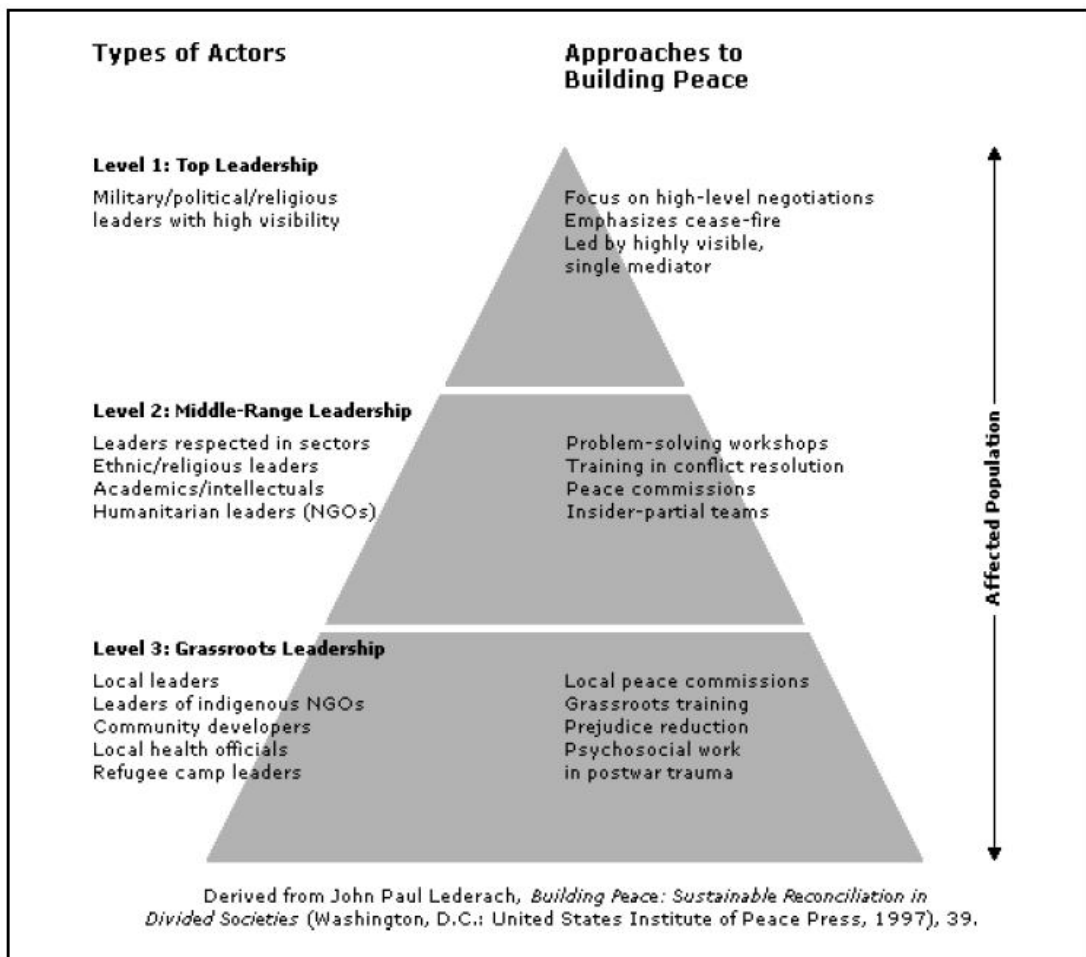 Types of Actors
Approaches to
Building Peace
Level 1: Top Leadership
Military/political/religious
leaders with high visibility
Focus on high-level negotiations
Emphasizes cease-fire
Led by highly visible,
single mediator
Level 2: Middle-Range Leadership
Leaders respected in sectors
Ethnic/religious leaders
Academics/intellectuals
Humanitarian leaders (NGOs)
Problem-solving workshops
Training in conflict resolution
Peace commissions
Insider-partial teams
Level 3: Grassroots Leadership
Local leaders
Leaders of indigenous NGOs
Community developers
Local health officials
Refugee camp leaders
Local peace commissions
Grassroots training
Prejudice reduction
Psychosocial work
in postwar trauma
Affected Population
Derived from John Paul Lederach, Building Peace: Sustainable Reconciliation in
Divided Societies (Washington, D.C.: United States Institute of Peace Press, 1997), 39.